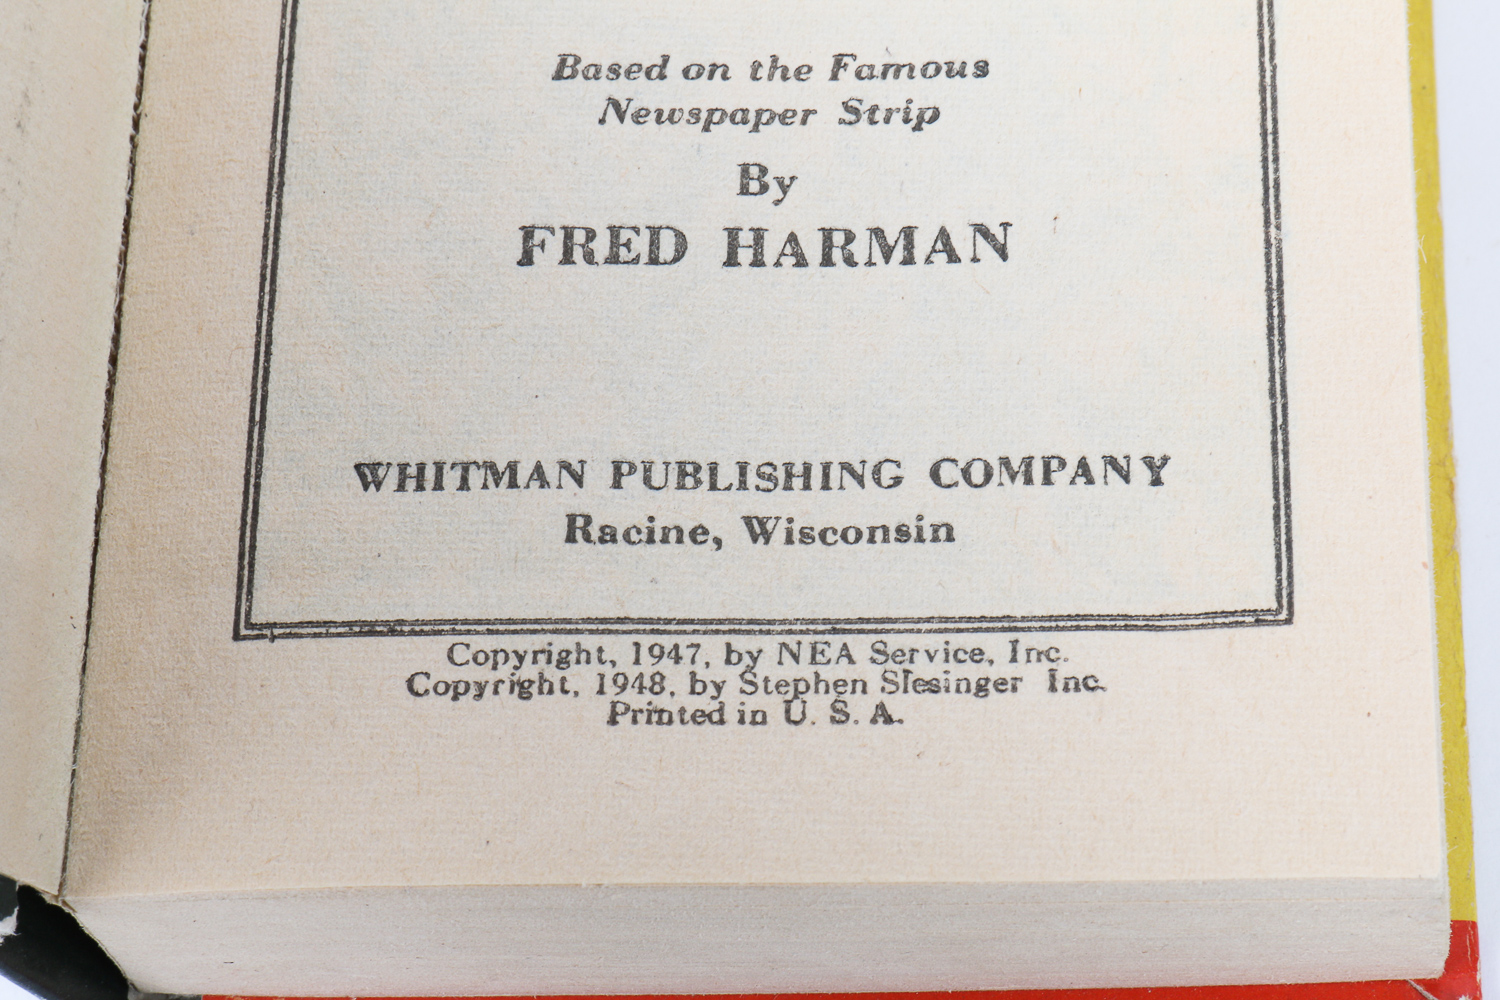 Based on the Famous
Newspaper Strip
By
FRED HARMAN
WHITMAN PUBLISHING COMPANY
Racine, Wisconsin
Copyright, 1947, by NEA Service, Inc.
Copyright, 1948, by Stephen Slesinger Inc.
Printed in U. S. A.